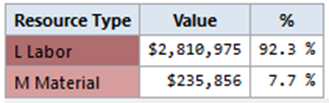 Resource Type Value %
L Labor $2,810,975 92.3 %
M Material $235,856 7.7 %